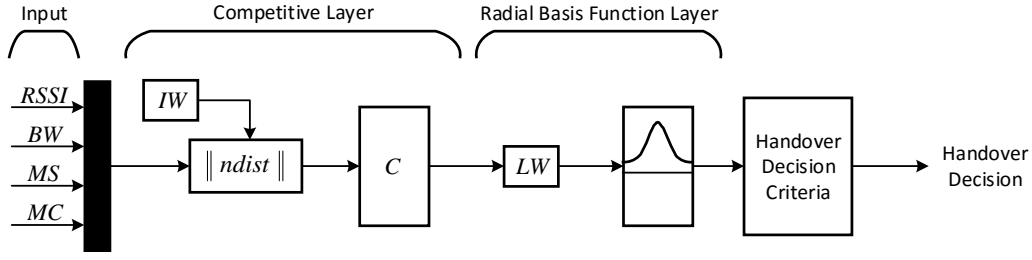 Input
Competitive Layer
Radial Basis Function Layer
RSSI
BW
MS
MC
IW
‖ ndist ‖
C
LW
Handover
Decision
Criteria
Handover
Decision